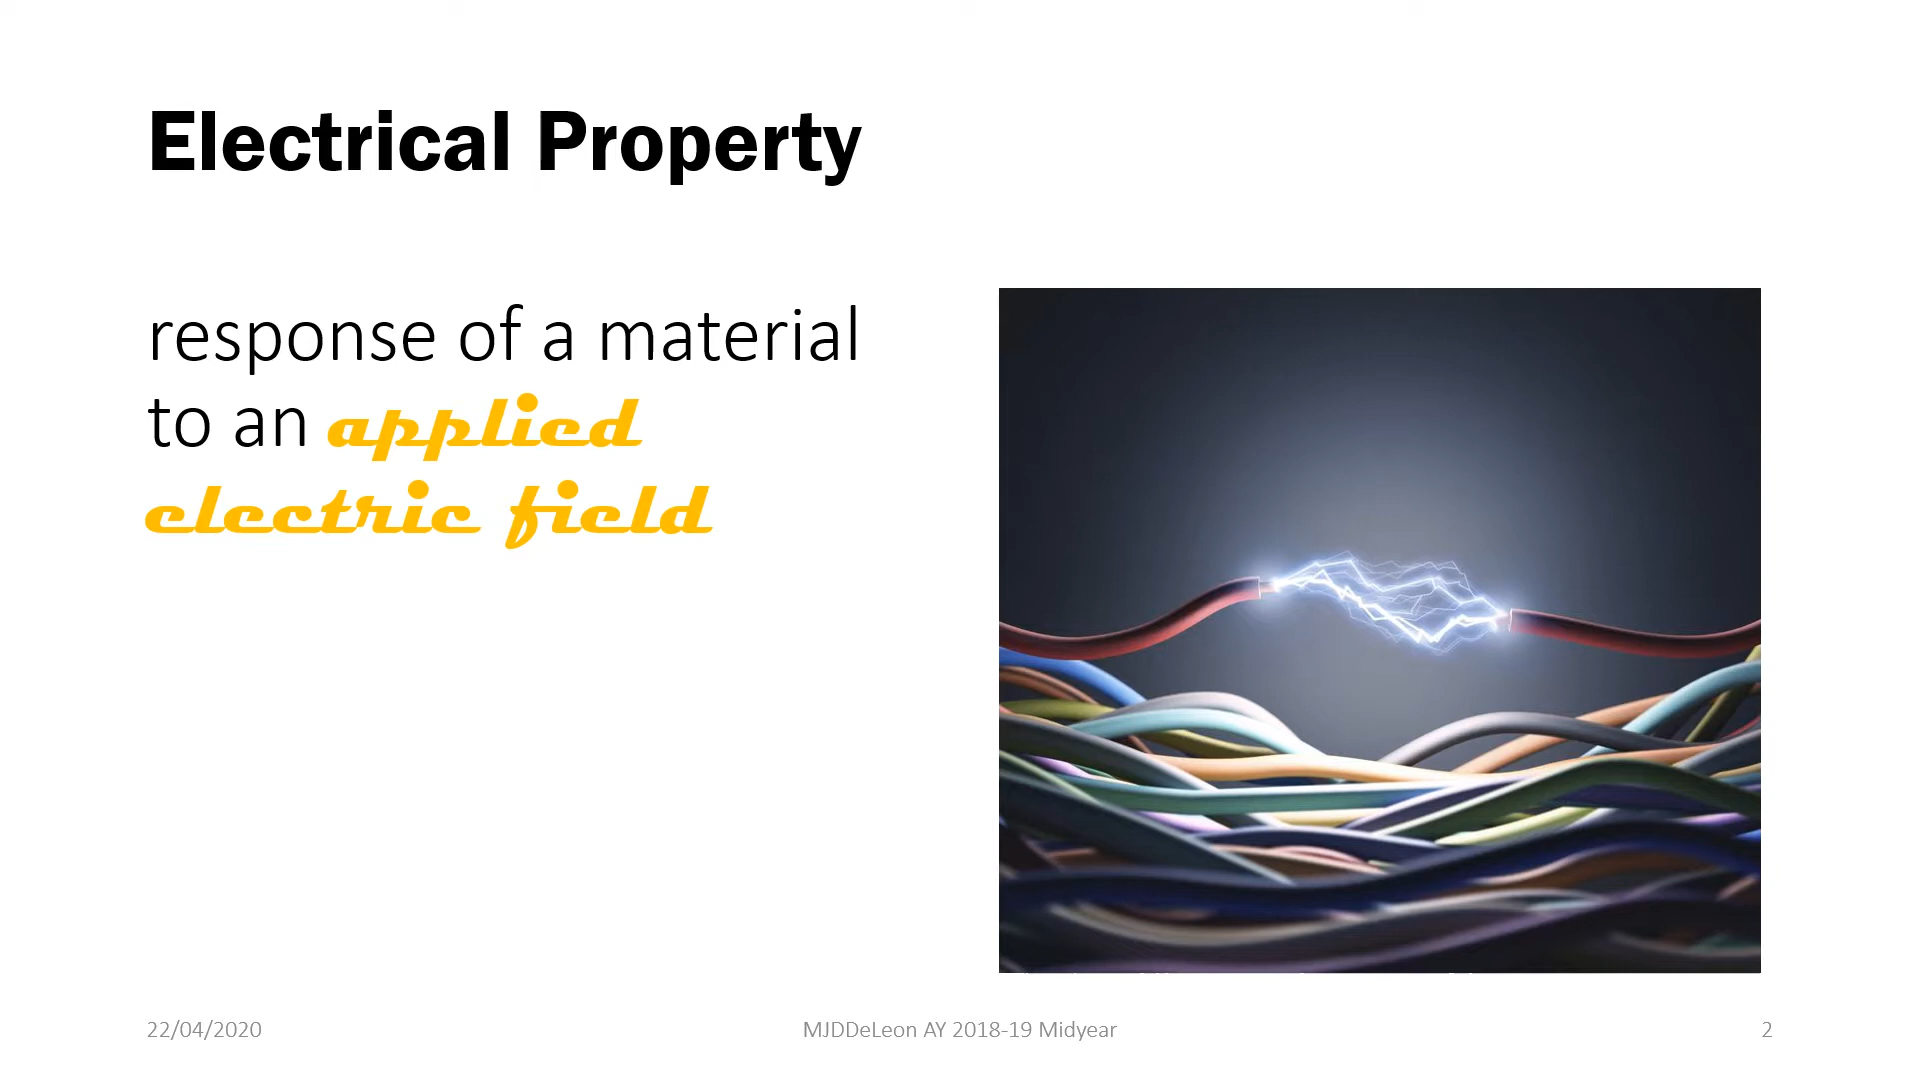 Electrical Property
response of a material
to an applied
electric field
22/04/2020
MJDDeLeon AY 2018-19 Midyear
2